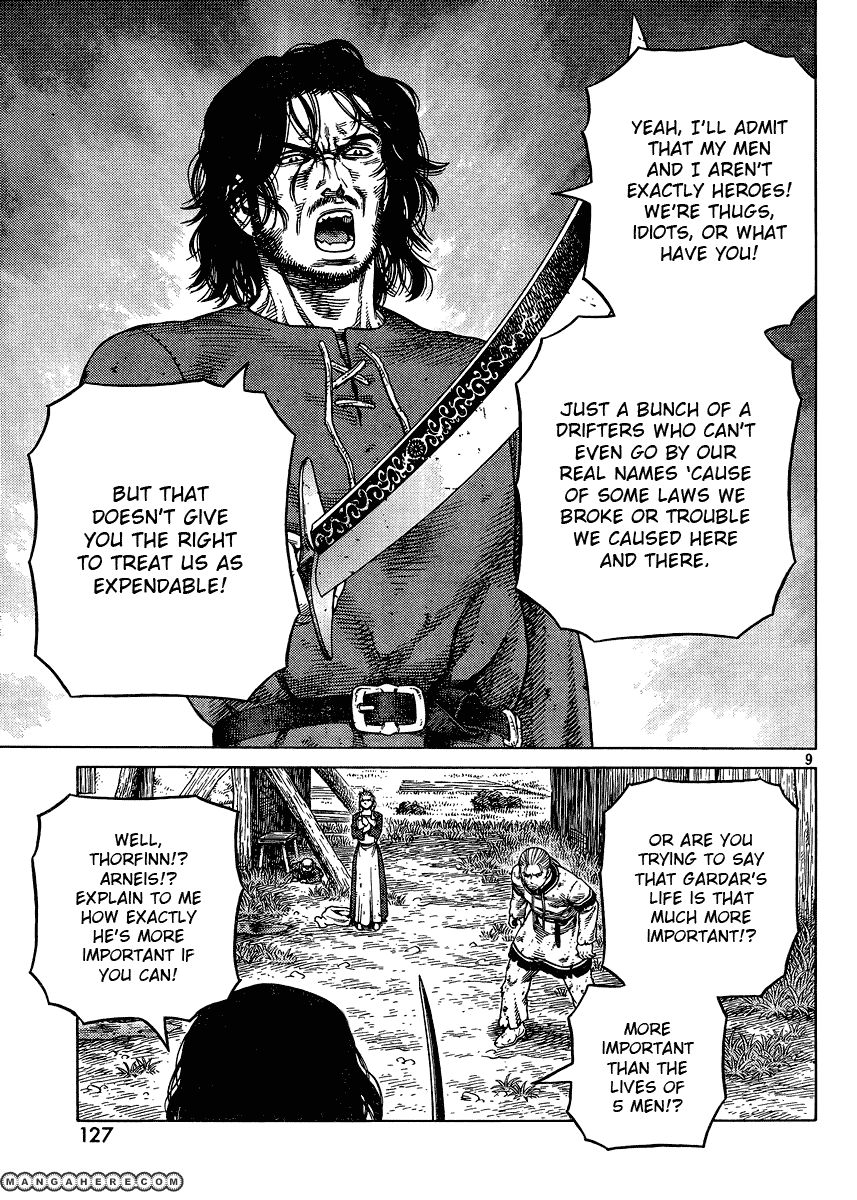 YEAH, I'LL ADMIT
THAT MY MEN
AND I AREN'T
EXACTLY HEROES!
WE'RE THUGS,
IDIOTS, OR WHAT
HAVE YOU!
JUST A BUNCH OF A
DRIFTERS WHO CAN'T
EVEN GO BY OUR
REAL NAMES 'CAUSE
OF SOME LAWS WE
BROKE OR TROUBLE
WE CAUSED HERE
AND THERE.
BUT THAT
DOESN'T GIVE
YOU THE RIGHT
TO TREAT US AS
EXPENDABLE!
9
OR ARE YOU
TRYING TO SAY
THAT GARDAR'S
LIFE IS THAT
MUCH MORE
IMPORTANT!?
MORE
IMPORTANT
THAN THE
LIVES OF
5 MEN!?
WELL,
THORFINN!?
ARNEIS!?
EXPLAIN TO ME
HOW EXACTLY
HE'S MORE
IMPORTANT IF
YOU CAN!
127
MANGAHERE.COM